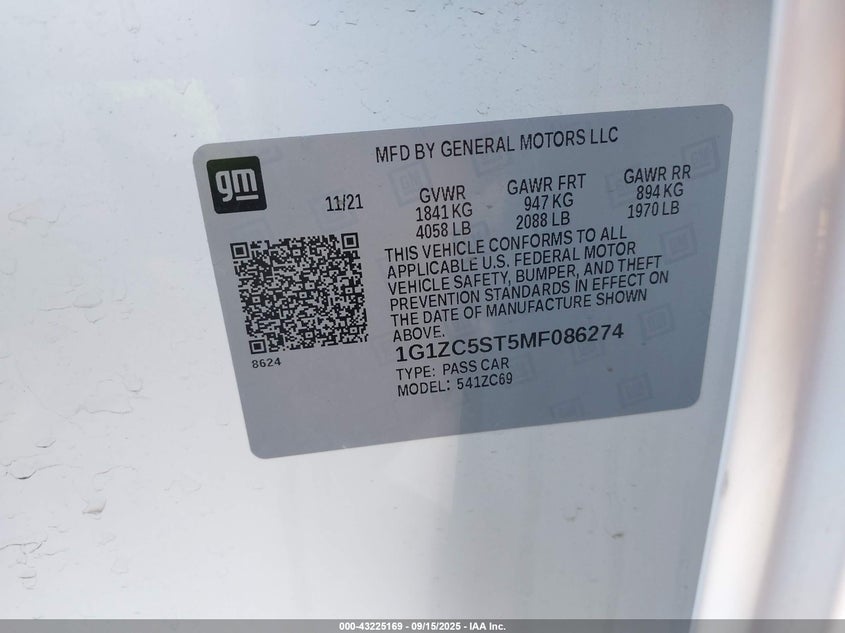 MFD BY GENERAL MOTORS LLC
gm
11/21
GVWR
1841 KG
4058 LB
GAWR FRT
947 KG
2088 LB
GAWR RR
894 KG
1970 LB
THIS VEHICLE CONFORMS TO ALL
APPLICABLE U.S. FEDERAL MOTOR
VEHICLE SAFETY, BUMPER, AND THEFT
PREVENTION STANDARDS IN EFFECT ON
THE DATE OF MANUFACTURE SHOWN
ABOVE.
8624
1G1ZC5ST5MF086274
TYPE: PASS CAR
MODEL: 541ZC69
000-43225169 - 09/15/2025 - IAA Inc.